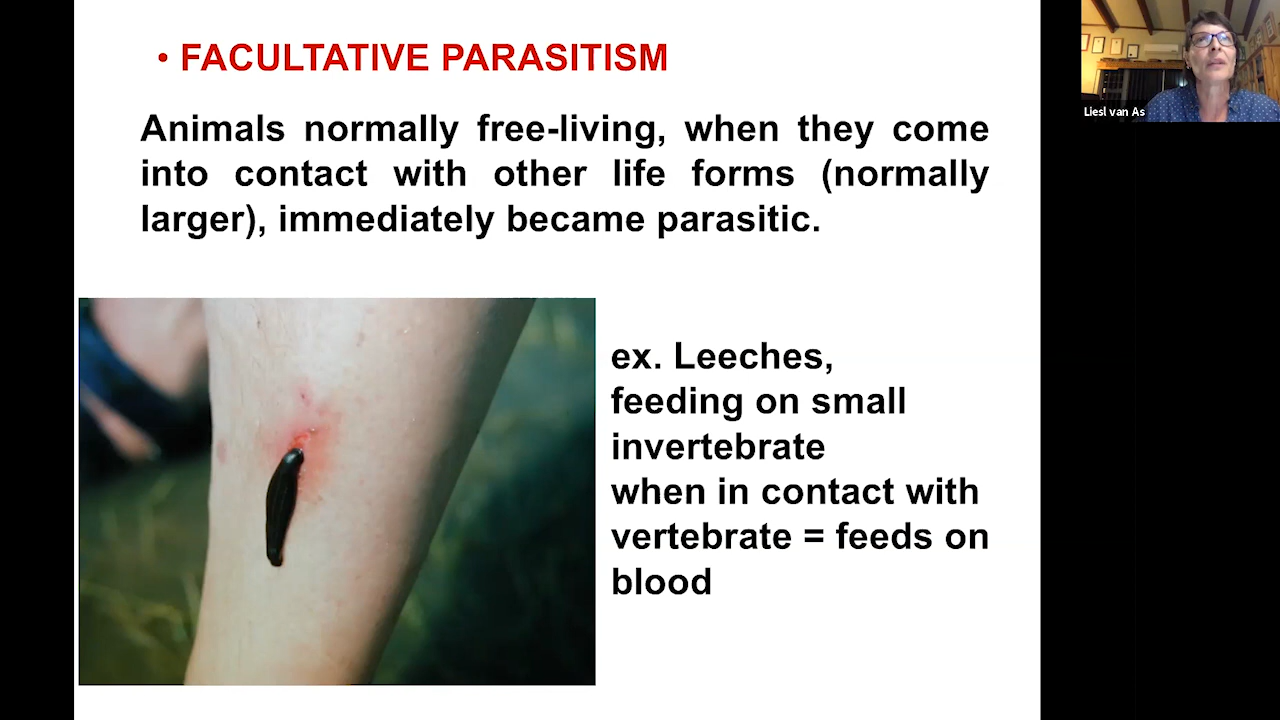 • FACULTATIVE PARASITISM
Animals normally free-living, when they come
into contact with other life forms (normally
larger), immediately became parasitic.
ex. Leeches,
feeding on small
invertebrate
when in contact with
vertebrate = feeds on
blood
Liesl van As